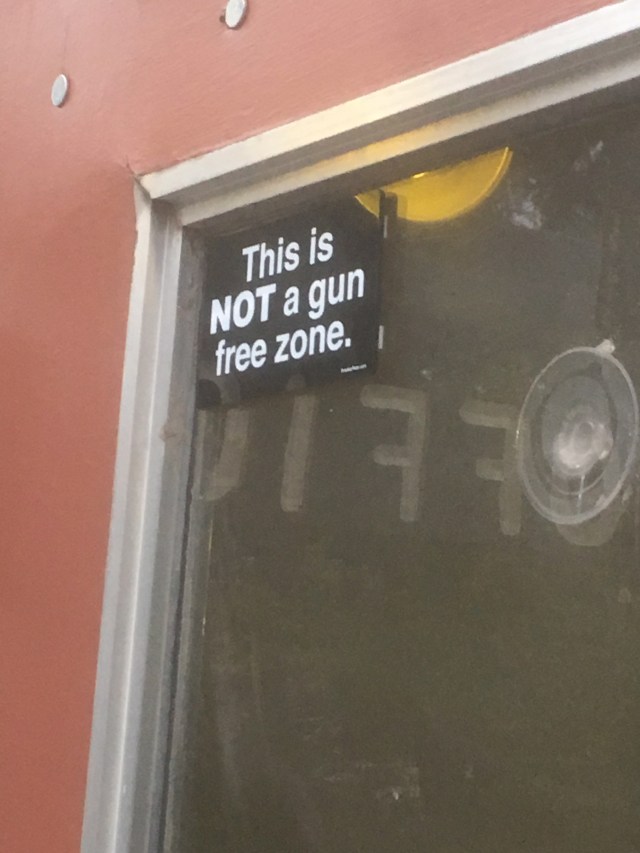 This is
NOT a gun
free zone.